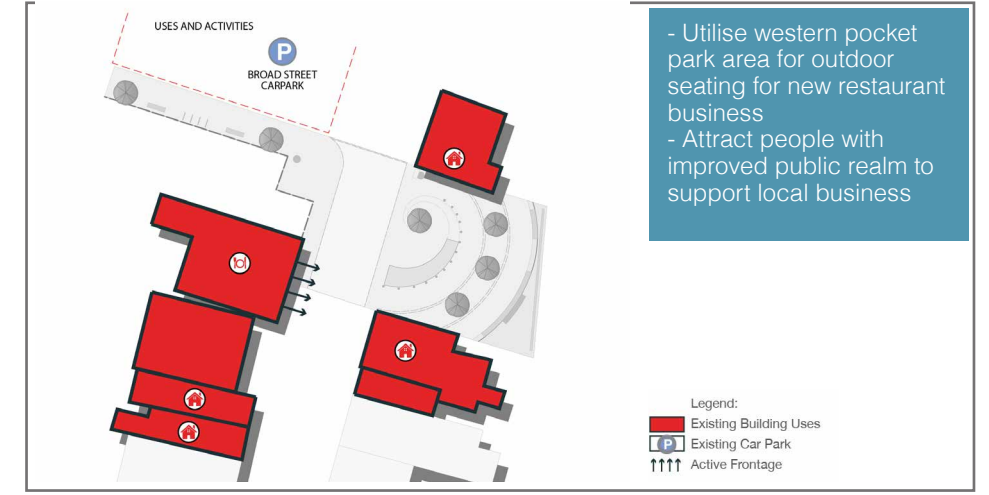 USES AND ACTIVITIES
P
BROAD STREET
CARPARK
- Utilise western pocket
park area for outdoor
seating for new restaurant
business
- Attract people with
improved public realm to
support local business
Legend:
Existing Building Uses
P
Existing Car Park
Active Frontage